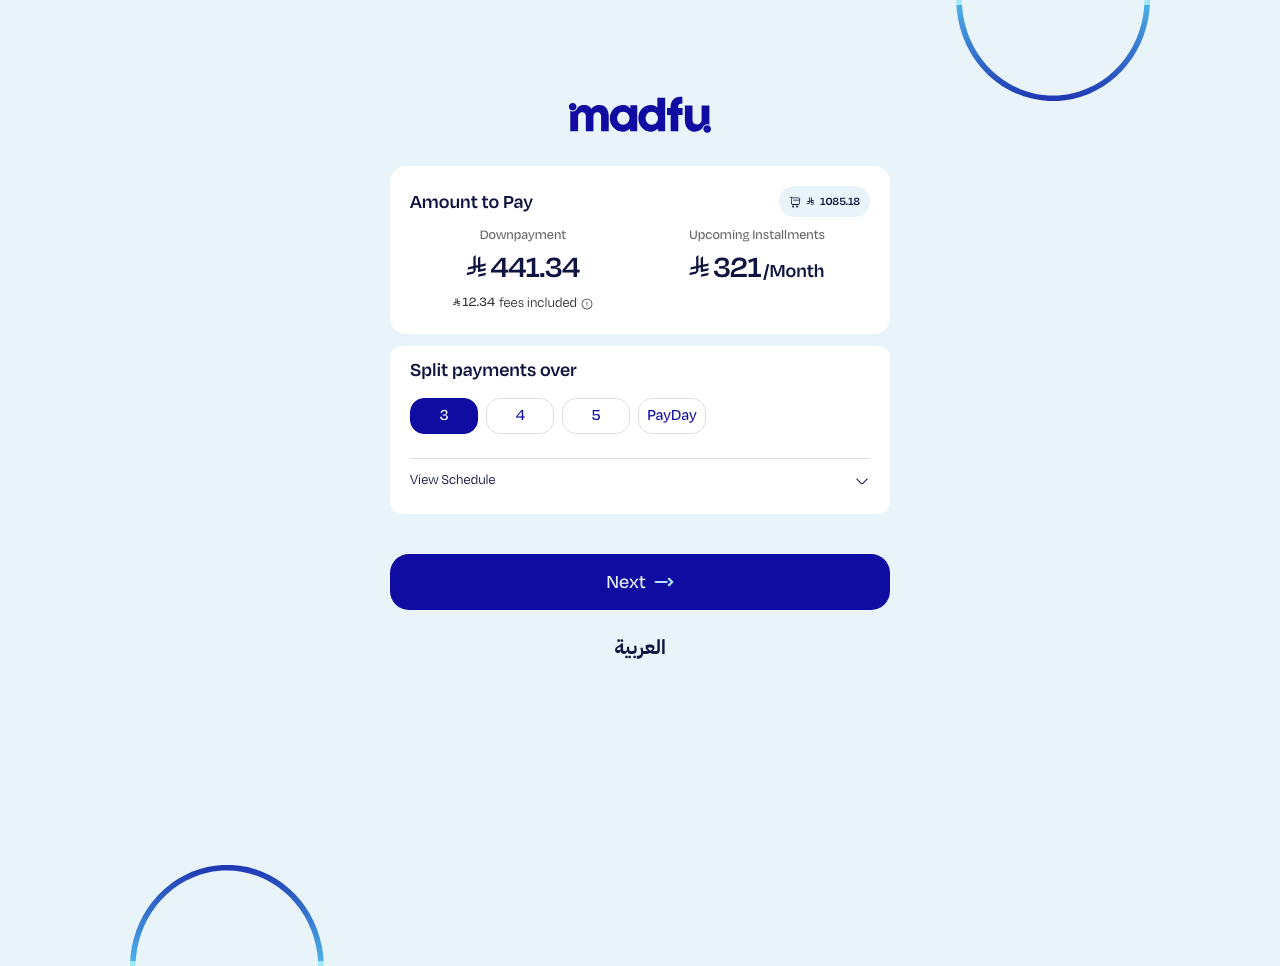 madfu
Amount to Pay
1085.18
Downpayment
Upcoming Installments
441.34
321/Month
12.34 fees included
Split payments over
3
4
5
PayDay
View Schedule
Next
العربية